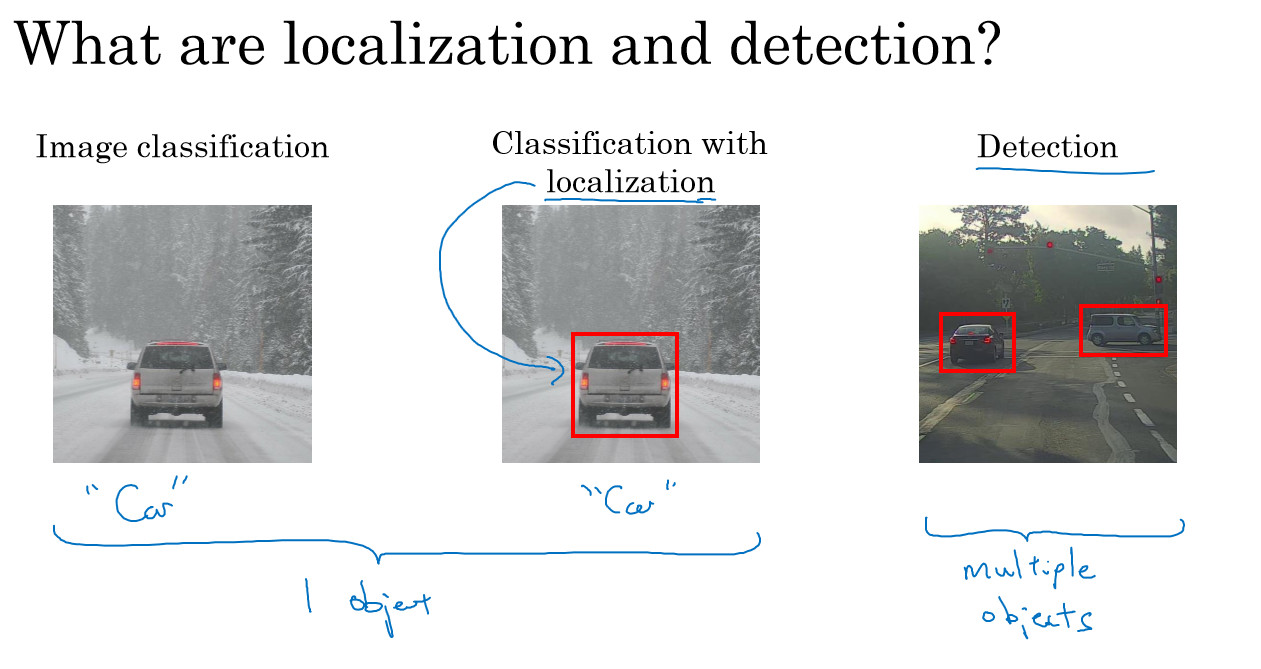 What are localization and detection?
Image classification
Classification with
localization
Detection
"Car"
"Car"
1 object
multiple
objects